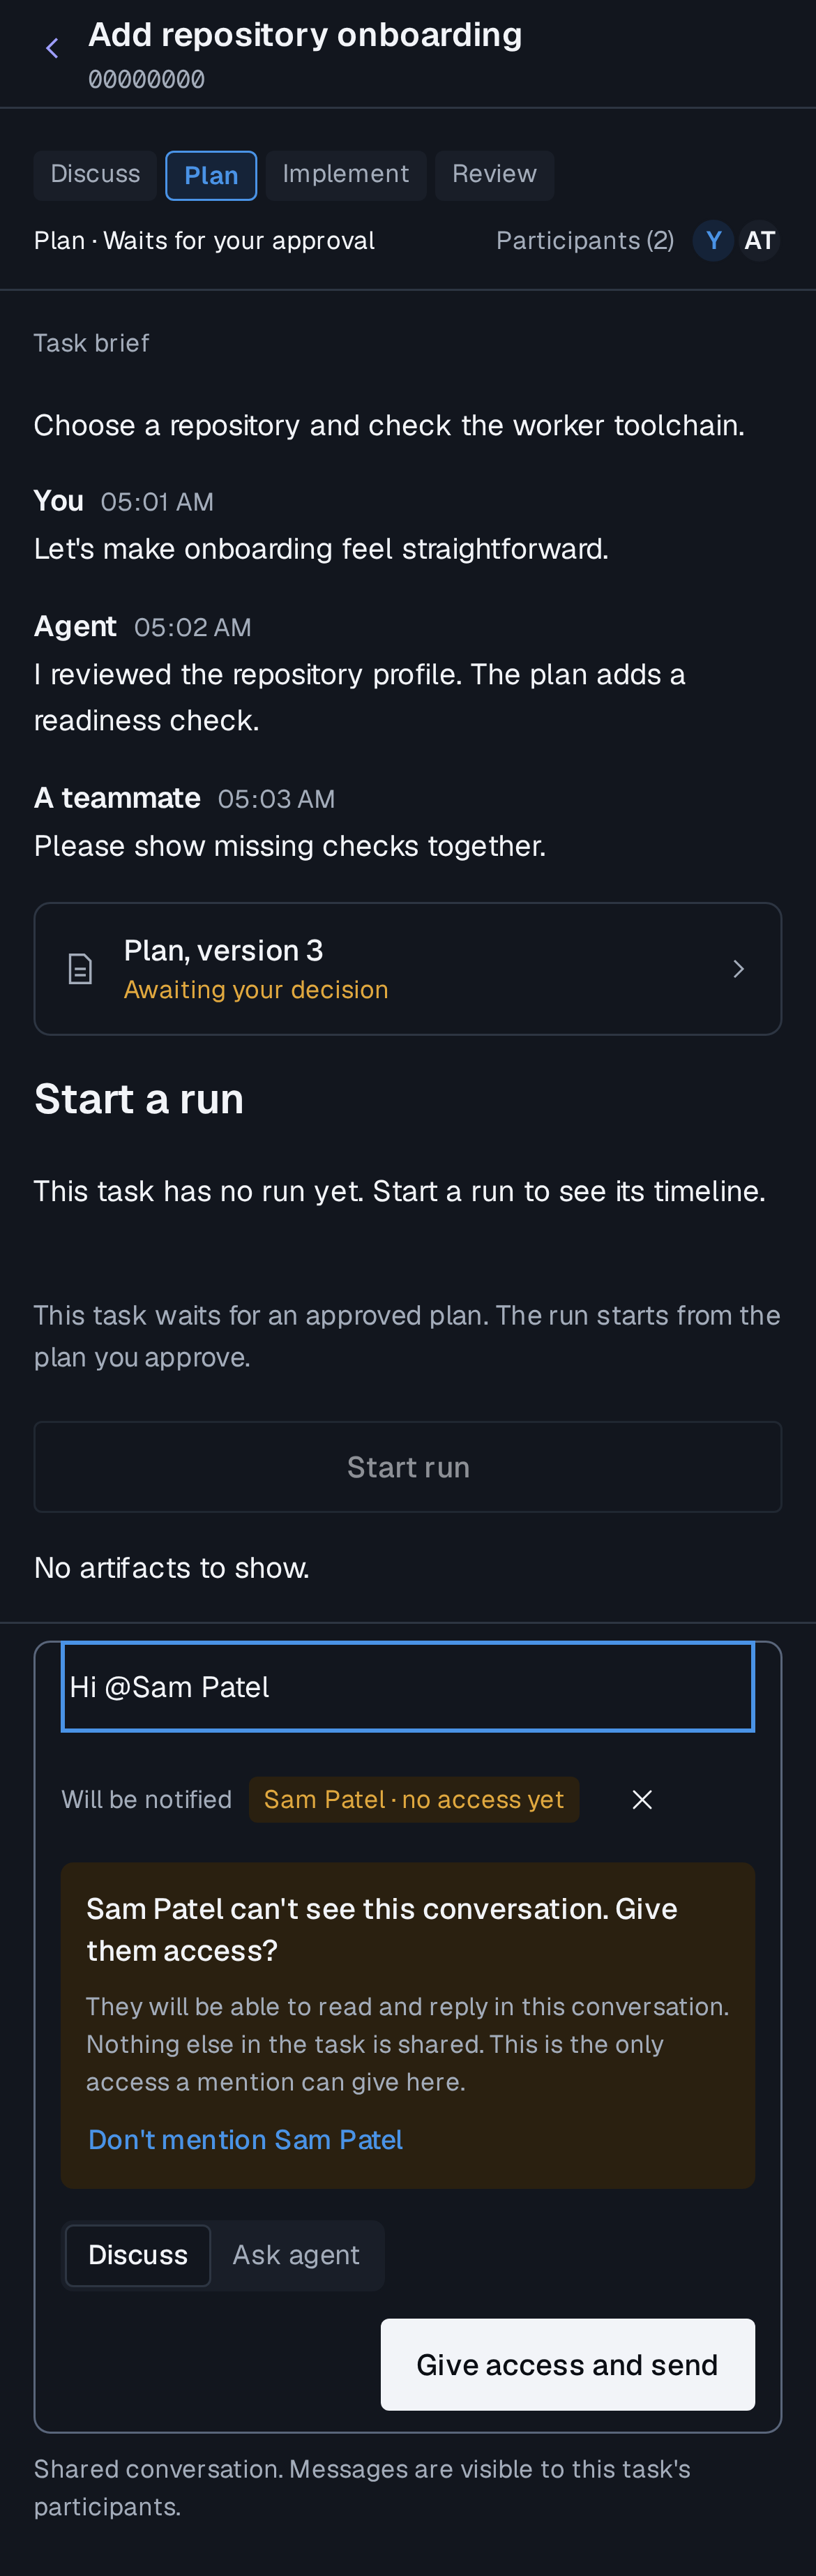 Add repository onboarding
00000000
Discuss Plan Implement Review
Plan · Waits for your approval Participants (2) Y AT
Task brief
Choose a repository and check the worker toolchain.
You 05:01 AM
Let's make onboarding feel straightforward.
Agent 05:02 AM
I reviewed the repository profile. The plan adds a
readiness check.
A teammate 05:03 AM
Please show missing checks together.
Plan, version 3
Awaiting your decision
Start a run
This task has no run yet. Start a run to see its timeline.
This task waits for an approved plan. The run starts from the
plan you approve.
Start run
No artifacts to show.
Hi @Sam Patel
Will be notified Sam Patel · no access yet
Sam Patel can't see this conversation. Give
them access?
They will be able to read and reply in this conversation.
Nothing else in the task is shared. This is the only
access a mention can give here.
Don't mention Sam Patel
Discuss Ask agent
Give access and send
Shared conversation. Messages are visible to this task's
participants.